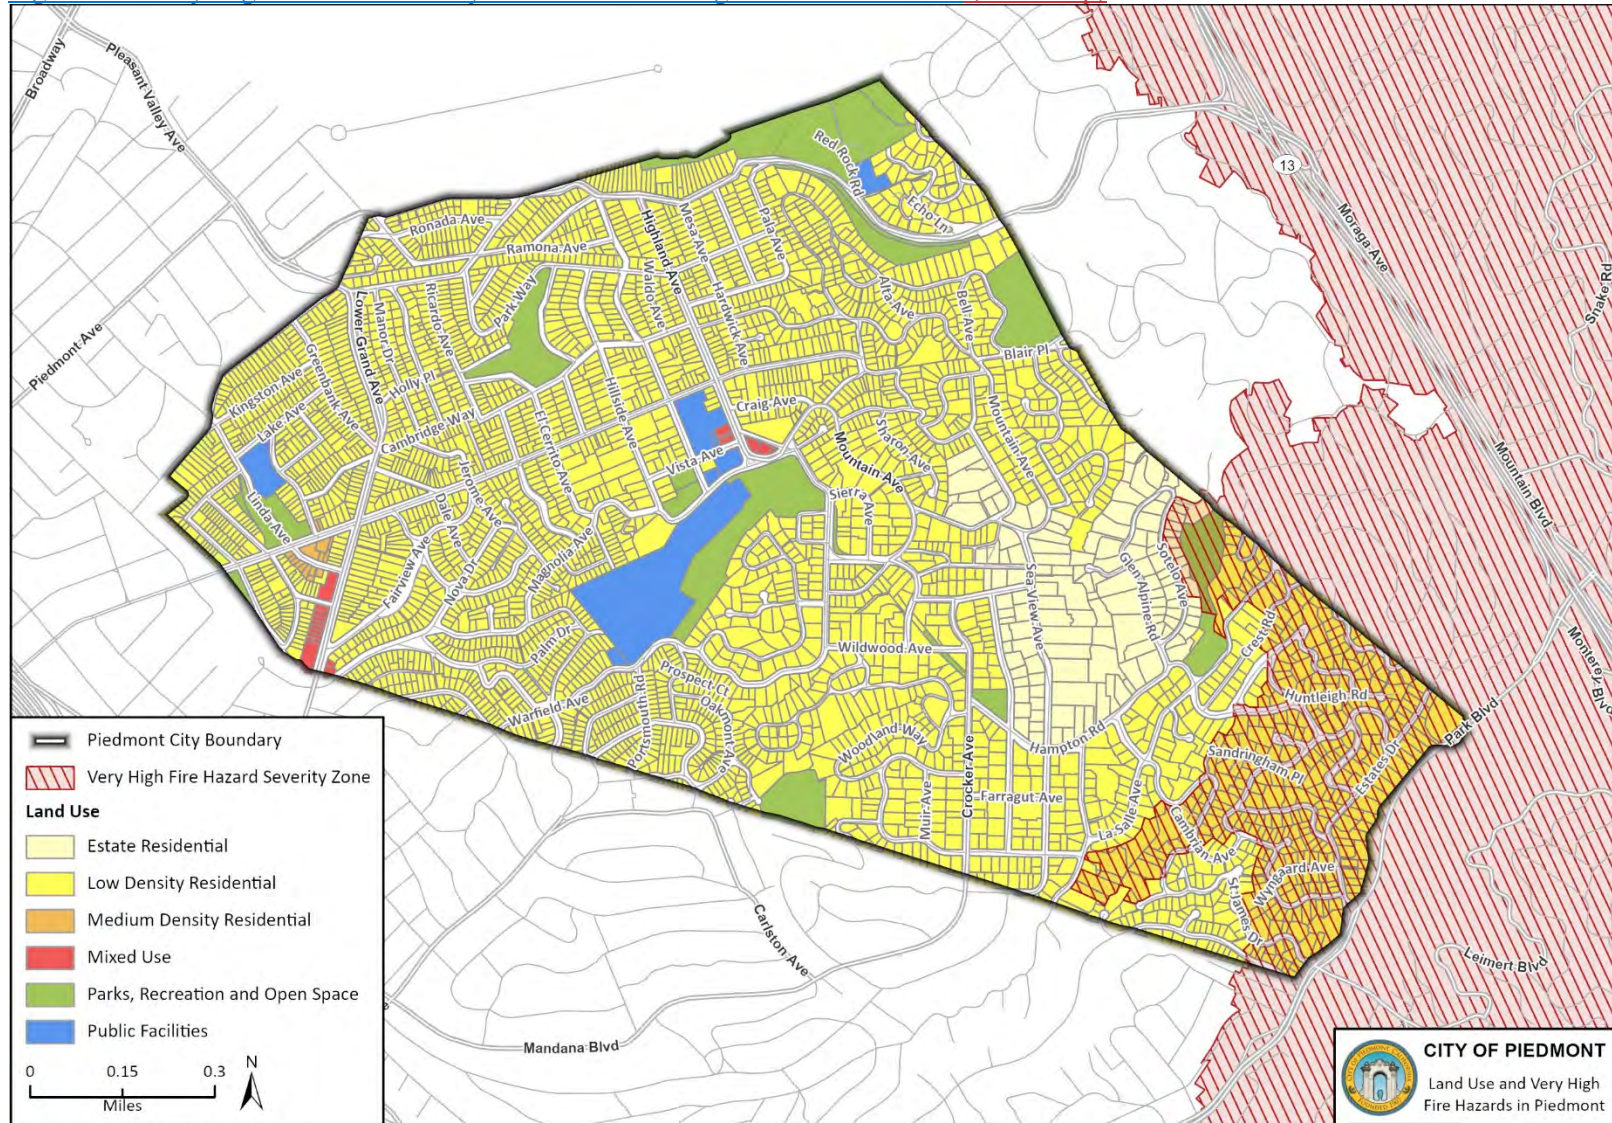 Broadway
Pleasant Valley Ave
Piedmont Ave
Red Rock Rd
Echo Ln
13
Moraga Ave
Snake Rd
Ronada Ave
Ramona Ave
Highland Ave
Mesa Ave
Pala Ave
Waldo Ave
Hardwick Ave
Park Way
Ricardo Ave
Manor Dr
Lower Grand Ave
Greenbank Ave
Holly Pl
Kingston Ave
Lake Ave
Cambridge Way
Alta Ave
Bell Ave
Blair Pl
Craig Ave
Hillside Ave
El Cerrito Ave
Vista Ave
Mountain Ave
Sharon Ave
Mountain Ave
Sierra Ave
Linda Ave
Jerome Ave
Dale Ave
Fairview Ave
Nova Dr
Magnolia Ave
Palm Dr
Sea View Ave
Glen Alpine Rd
Sotelo Ave
Crest Rd
Mountain Blvd
Monterey Blvd
Park Blvd
Wildwood Ave
Prospect Ct
Oakmont Ave
Portsmouth Rd
Warfield Ave
Woodland Way
Crocker Ave
Hampton Rd
Huntleigh Rd
Sandringham Pl
Estates Dr
Muir Ave
Farragut Ave
La Salle Ave
Cambrian Ave
Wyngaard Ave
St James Dr
Carlston Ave
Mandana Blvd
Leimert Blvd
Piedmont City Boundary
Very High Fire Hazard Severity Zone
Land Use
Estate Residential
Low Density Residential
Medium Density Residential
Mixed Use
Parks, Recreation and Open Space
Public Facilities
0 0.15 0.3
Miles
N
CITY OF PIEDMONT
Land Use and Very High
Fire Hazards in Piedmont